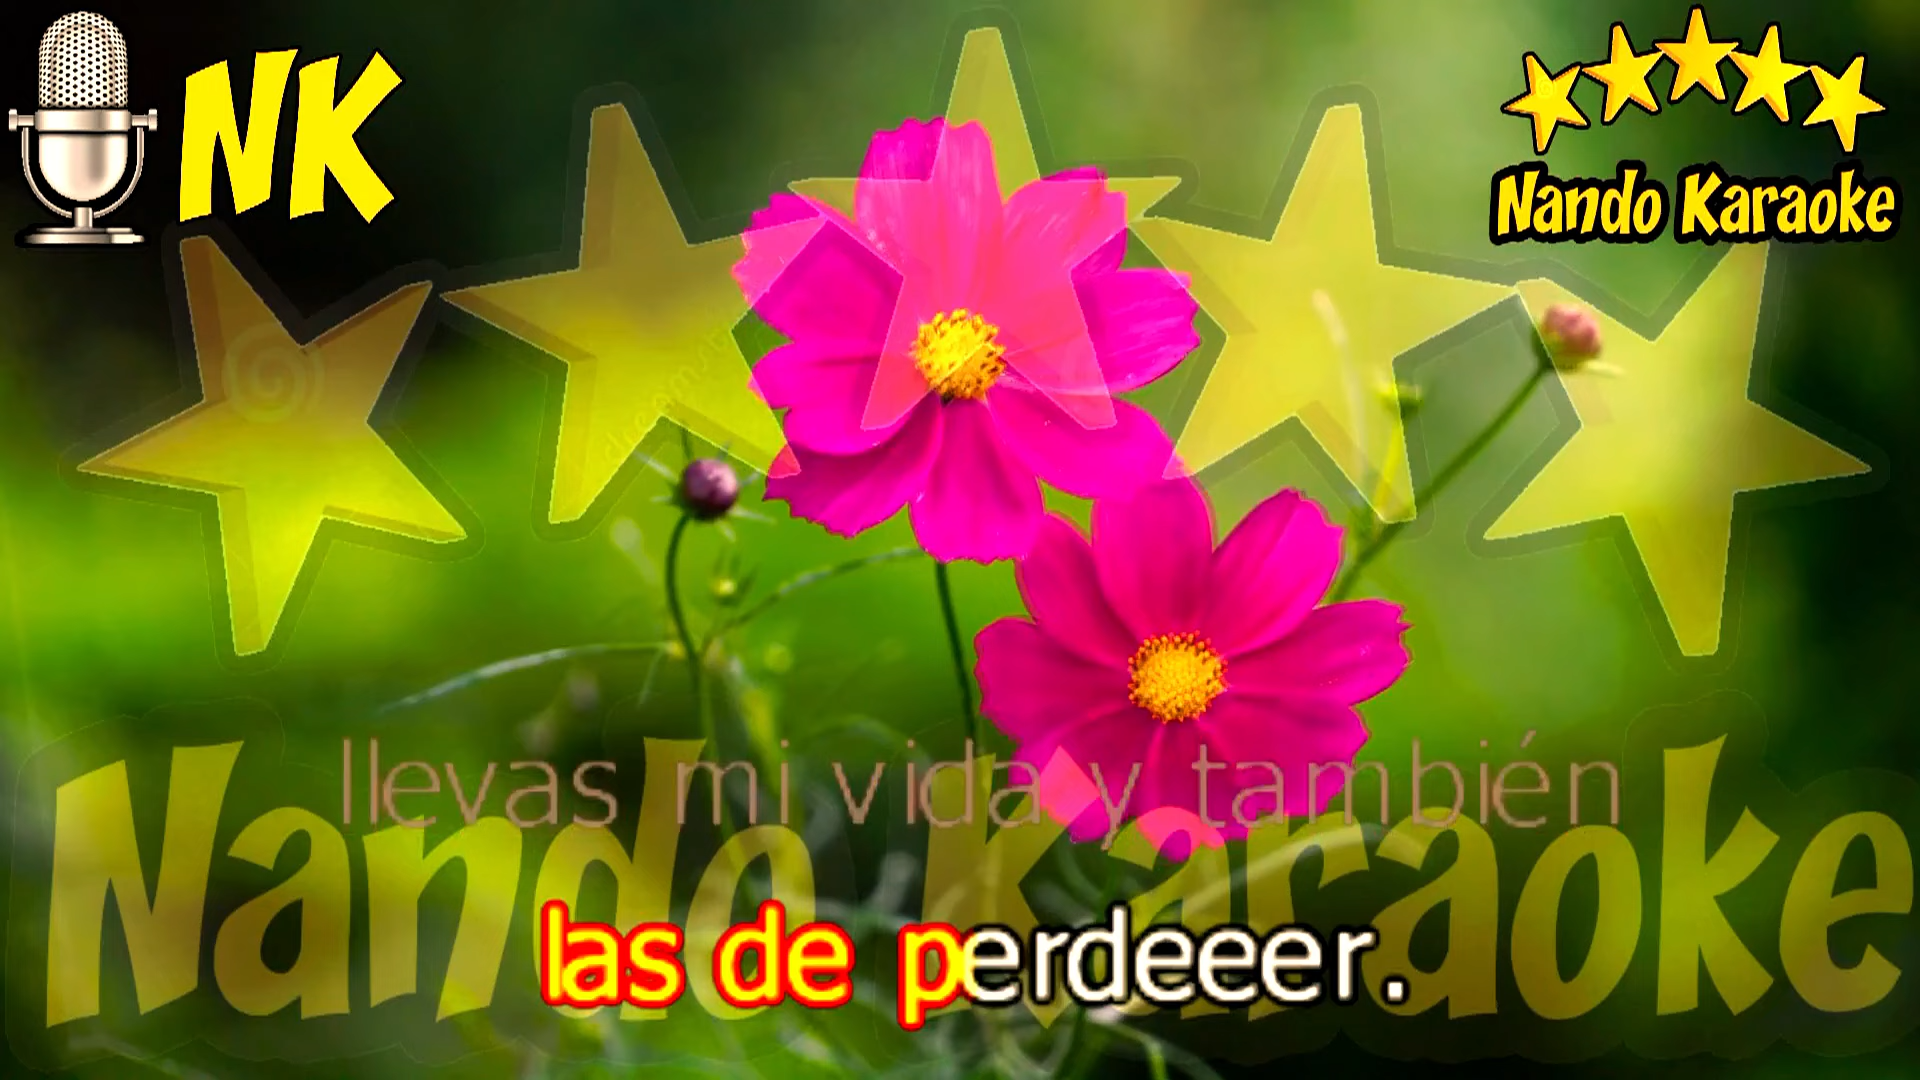 NK
Nando Karaoke
llevas mi vida y también
Nando Karaoke
las de perdeeer.